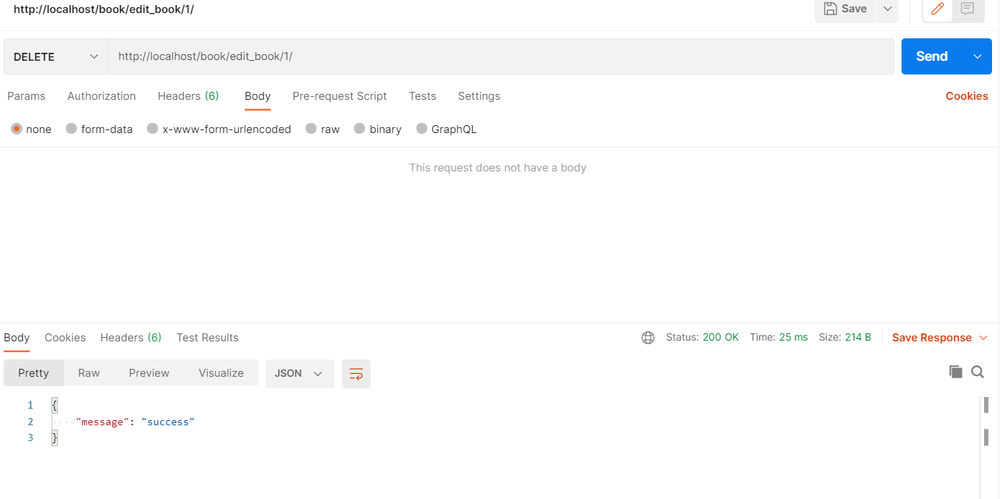 http://localhost/book/edit_book/1/ Save
DELETE http://localhost/book/edit_book/1/ Send
Params Authorization Headers (6) Body Pre-request Script Tests Settings Cookies
none form-data x-www-form-urlencoded raw binary GraphQL
This request does not have a body
Body Cookies Headers (6) Test Results Status: 200 OK Time: 25 ms Size: 214 B Save Response
Pretty Raw Preview Visualize JSON
1 {
2 "message": "success"
3 }